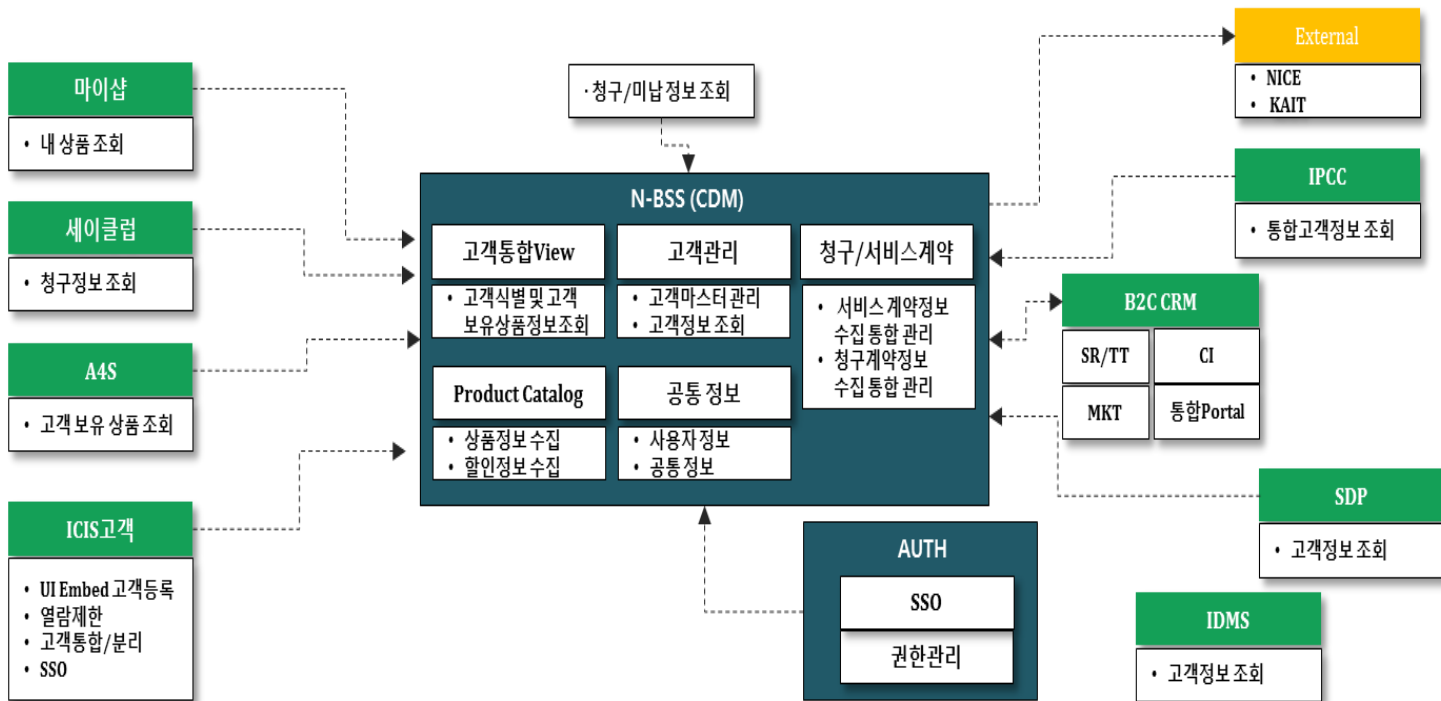 마이샵
• 내 상품 조회
세이클럽
• 청구정보 조회
A4S
• 고객 보유 상품 조회
ICIS고객
• UI Embed 고객등록
• 열람제한
• 고객통합/분리
• SSO
· 청구/미납 정보 조회
N-BSS (CDM)
고객통합View
• 고객식별 및 고객
보유상품정보조회
고객관리
• 고객마스터 관리
• 고객정보 조회
청구/서비스계약
• 서비스 계약정보
수집 통합 관리
• 청구계약정보
수집 통합 관리
Product Catalog
• 상품정보 수집
• 할인정보 수집
공통 정보
• 사용자 정보
• 공통 정보
AUTH
SSO
권한관리
External
• NICE
• KAIT
IPCC
• 통합고객정보 조회
B2C CRM
SR/TT
CI
MKT
통합Portal
SDP
• 고객정보 조회
IDMS
• 고객정보 조회